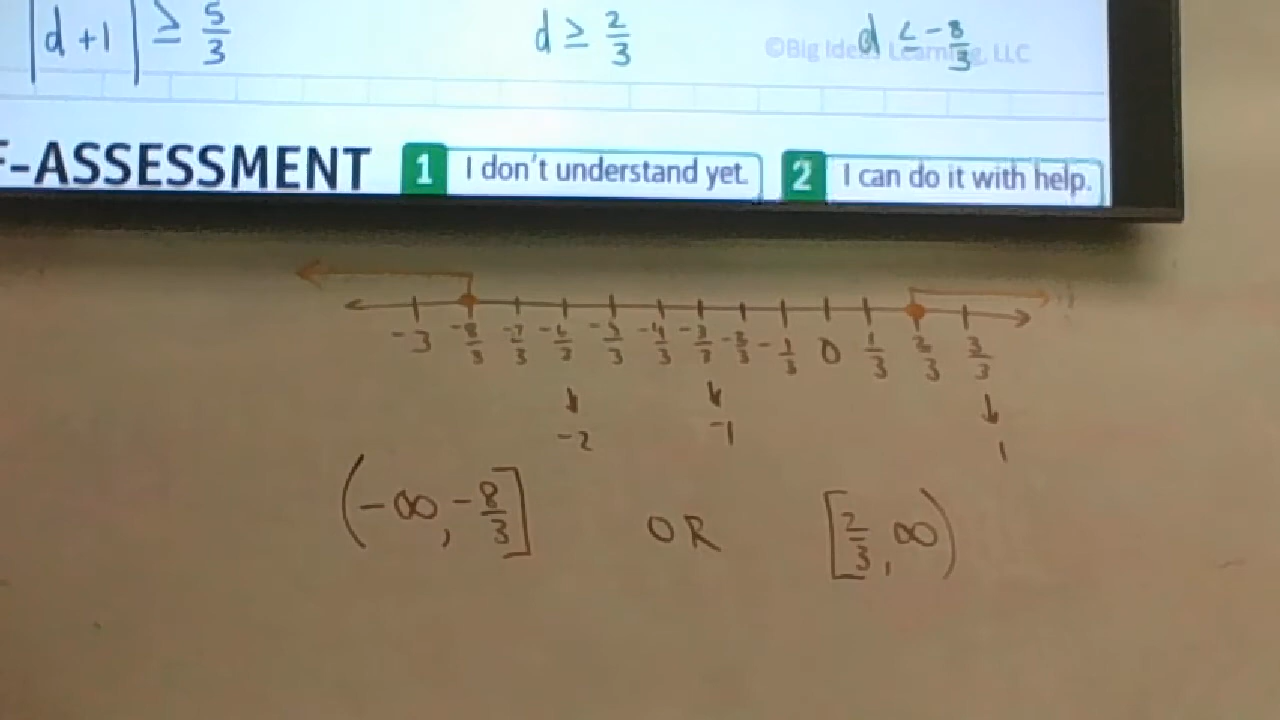 |d +1| ≥ 5/3 d ≥ 2/3 d ≤ -8/3
©Big Ideas Learning, LLC
F-ASSESSMENT 1 I don't understand yet. 2 I can do it with help.
-3 -8/3 -7/3 -6/3 -5/3 -4/3 -3/3 -2/3 -1/3 0 1/3 2/3 3/3
-2 -1 1
(-∞, -8/3] OR [2/3, ∞)